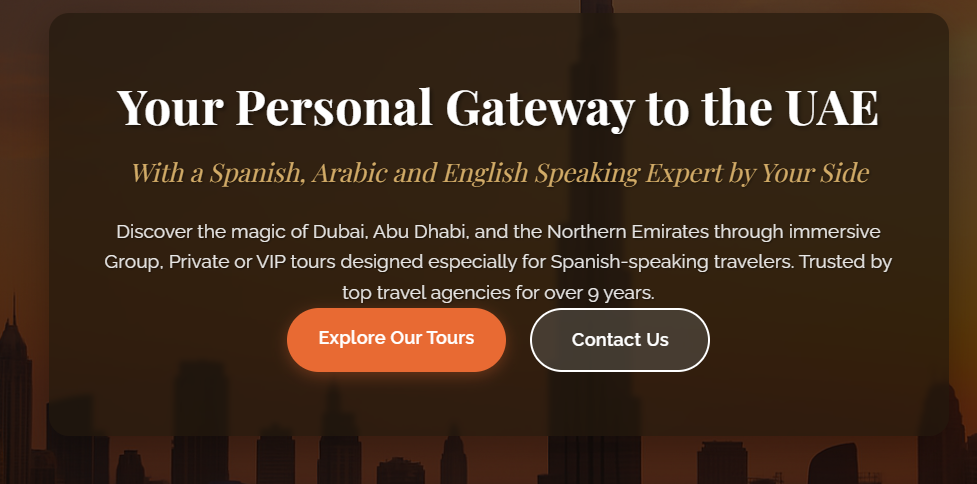 Your Personal Gateway to the UAE
With a Spanish, Arabic and English Speaking Expert by Your Side
Discover the magic of Dubai, Abu Dhabi, and the Northern Emirates through immersive
Group, Private or VIP tours designed especially for Spanish-speaking travelers. Trusted by
top travel agencies for over 9 years.
Explore Our Tours
Contact Us